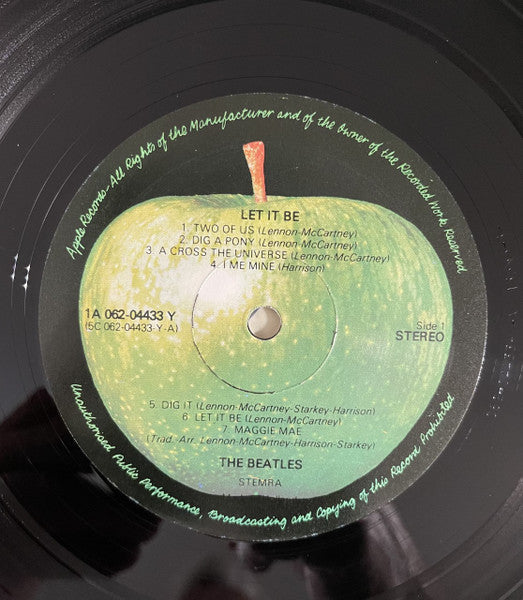 Apple Records-All Rights of the Manufacturer and of the Owner of the Recorded Work Reserved
LET IT BE
1. TWO OF US (Lennon-McCartney)
2. DIG A PONY (Lennon-McCartney)
3. A CROSS THE UNIVERSE (Lennon-McCartney)
4. I ME MINE (Harrison)
1A 062-04433 Y
(5C 062-04433-Y-A)
Side 1
STEREO
5. DIG IT (Lennon-McCartney-Starkey-Harrison)
6. LET IT BE (Lennon-McCartney)
7. MAGGIE MAE
(Trad.-Arr. Lennon-McCartney-Harrison-Starkey)
THE BEATLES
STEMRA
Unauthorised Public Performance, Broadcasting and Copying of this Record Prohibited